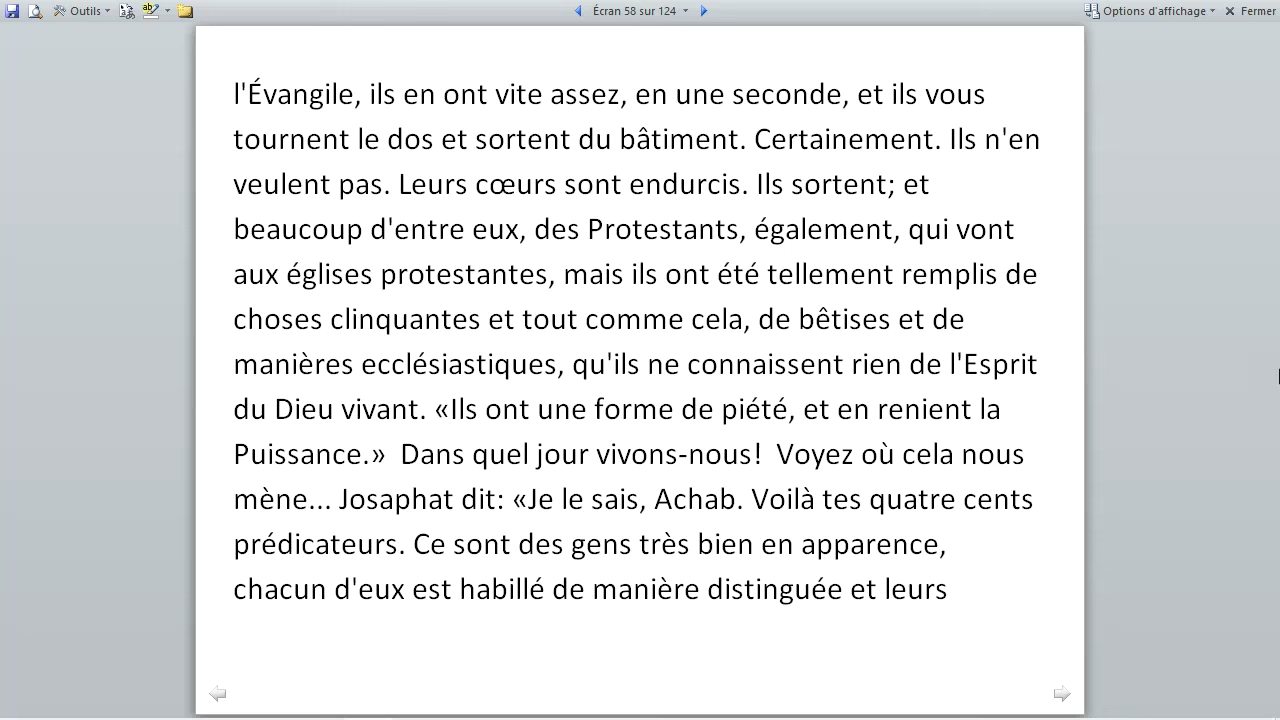 Outils
Écran 58 sur 124
Options d'affichage
Fermer
l'Évangile, ils en ont vite assez, en une seconde, et ils vous
tournent le dos et sortent du bâtiment. Certainement. Ils n'en
veulent pas. Leurs cœurs sont endurcis. Ils sortent; et
beaucoup d'entre eux, des Protestants, également, qui vont
aux églises protestantes, mais ils ont été tellement remplis de
choses clinquantes et tout comme cela, de bêtises et de
manières ecclésiastiques, qu'ils ne connaissent rien de l'Esprit
du Dieu vivant. «Ils ont une forme de piété, et en renient la
Puissance.»  Dans quel jour vivons-nous!  Voyez où cela nous
mène... Josaphat dit: «Je le sais, Achab. Voilà tes quatre cents
prédicateurs. Ce sont des gens très bien en apparence,
chacun d'eux est habillé de manière distinguée et leurs